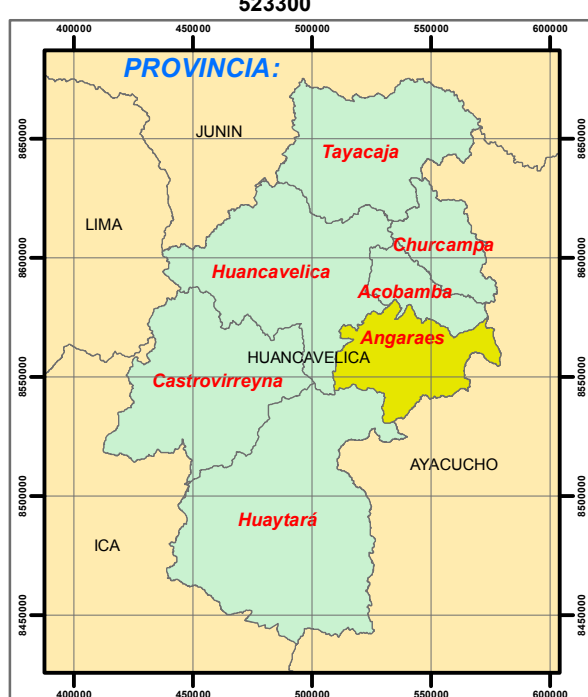 523300
400000 450000 500000 550000 600000
PROVINCIA:
JUNIN
8650000 8650000
Tayacaja
LIMA
Churcampa
8600000 8600000
Huancavelica
Acobamba
Angaraes
HUANCAVELICA
8550000 8550000
Castrovirreyna
AYACUCHO
8500000 8500000
Huaytará
ICA
8450000 8450000
400000 450000 500000 550000 600000